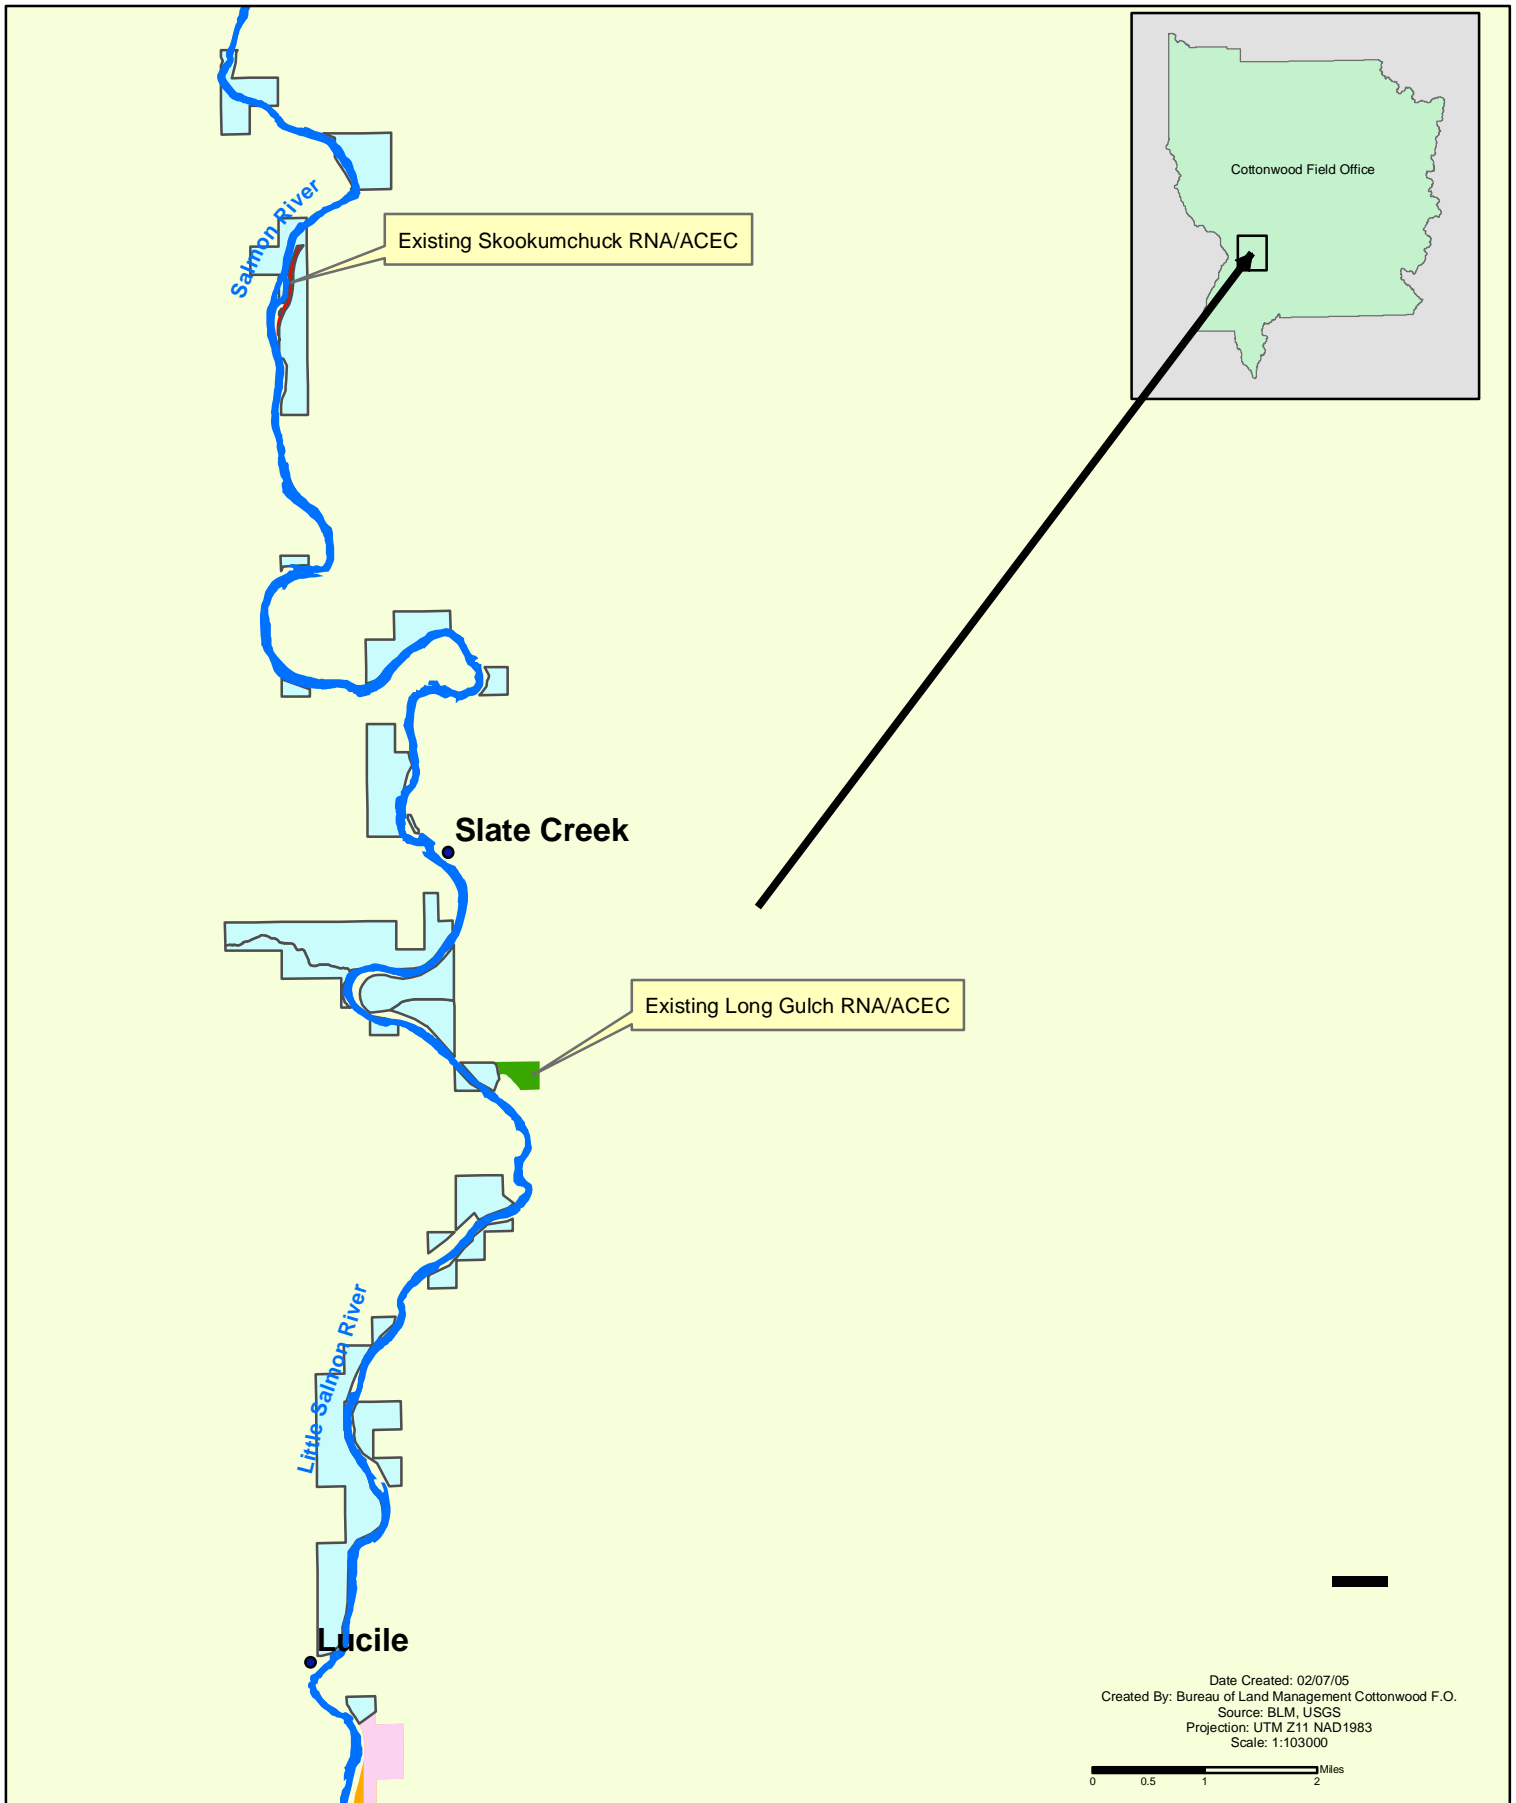 Cottonwood Field Office
Salmon River
Existing Skookumchuck RNA/ACEC
Slate Creek
Existing Long Gulch RNA/ACEC
Little Salmon River
Lucile
Date Created: 02/07/05
Created By: Bureau of Land Management Cottonwood F.O.
Source: BLM, USGS
Projection: UTM Z11 NAD1983
Scale: 1:103000
Miles
0 0.5 1 2